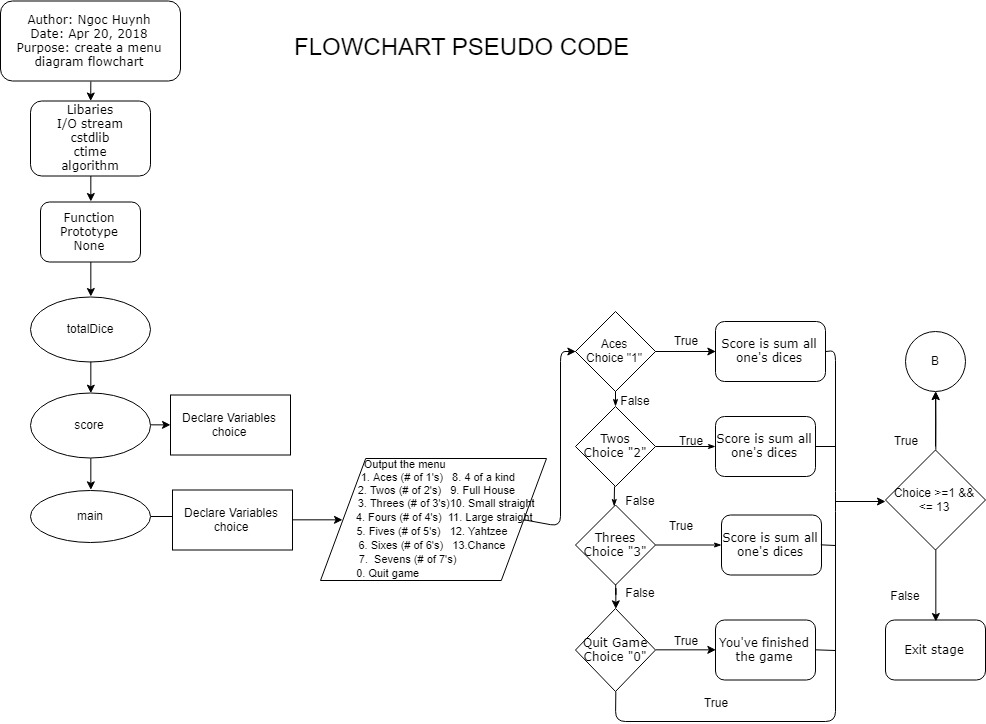 Author: Ngoc Huynh
Date: Apr 20, 2018
Purpose: create a menu
diagram flowchart
FLOWCHART PSEUDO CODE
Libaries
I/O stream
cstdlib
ctime
algorithm
Function
Prototype
None
totalDice
score
Declare Variables
choice
main
Declare Variables
choice
Output the menu
1. Aces (# of 1's) 8. 4 of a kind
2. Twos (# of 2's) 9. Full House
3. Threes (# of 3's)10. Small straight
4. Fours (# of 4's) 11. Large straight
5. Fives (# of 5's) 12. Yahtzee
6. Sixes (# of 6's) 13.Chance
7. Sevens (# of 7's)
0. Quit game
Aces
Choice "1"
True
Score is sum all
one's dices
False
Twos
Choice "2"
True
Score is sum all
one's dices
False
Threes
Choice "3"
True
Score is sum all
one's dices
False
Quit Game
Choice "0"
True
You've finished
the game
True
B
True
Choice >=1 &&
<= 13
False
Exit stage